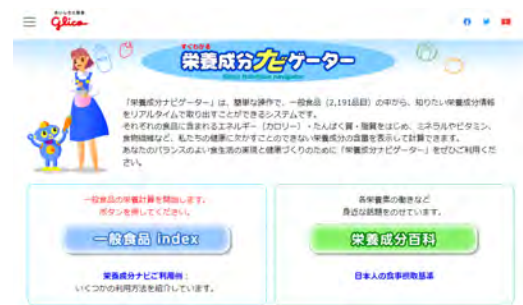 おいしさと健康
Glico
すぐわかる
栄養成分ナビゲーター
「栄養成分ナビゲーター」は、簡単な操作で、一般食品（2,191品目）の中から、知りたい栄養成分情報
をリアルタイムで取り出すことができるシステムです。
それぞれの食品に含まれるエネルギー（カロリー）・たんぱく質・脂質をはじめ、ミネラルやビタミン、
食物繊維など、私たちの健康に欠かすことのできない栄養成分の含量を表示して計算できます。
あなたのバランスのよい食生活の実現と健康づくりのために「栄養成分ナビゲーター」をぜひご利用くだ
さい。
一般食品の栄養計算を開始します。
ボタンを押してください。
一般食品 index
栄養成分ナビご利用例：
いくつかの利用方法を紹介しています。
各栄養素の働きなど
身近な話題をのせています。
栄養成分百科
日本人の食事摂取基準